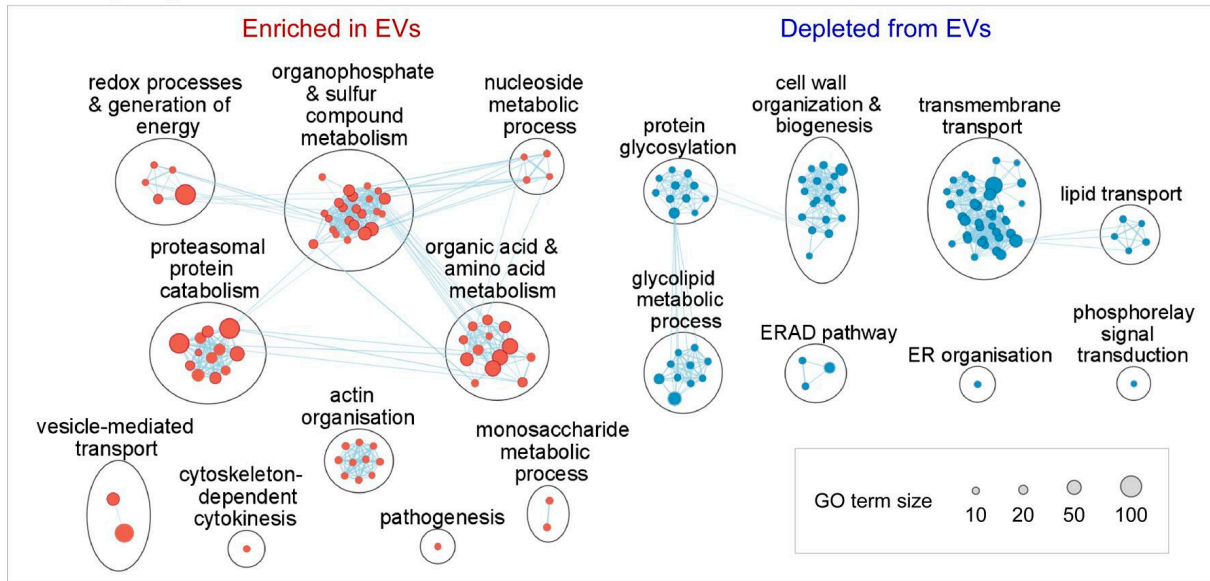 Enriched in EVs
Depleted from EVs
redox processes
& generation of
energy
organophosphate
& sulfur
compound
metabolism
nucleoside
metabolic
process
proteasomal
protein
catabolism
organic acid &
amino acid
metabolism
vesicle-mediated
transport
cytoskeleton-
dependent
cytokinesis
actin
organisation
pathogenesis
monosaccharide
metabolic
process
protein
glycosylation
cell wall
organization &
biogenesis
transmembrane
transport
lipid transport
glycolipid
metabolic
process
ERAD pathway
ER organisation
phosphorelay
signal
transduction
GO term size
10 20 50 100